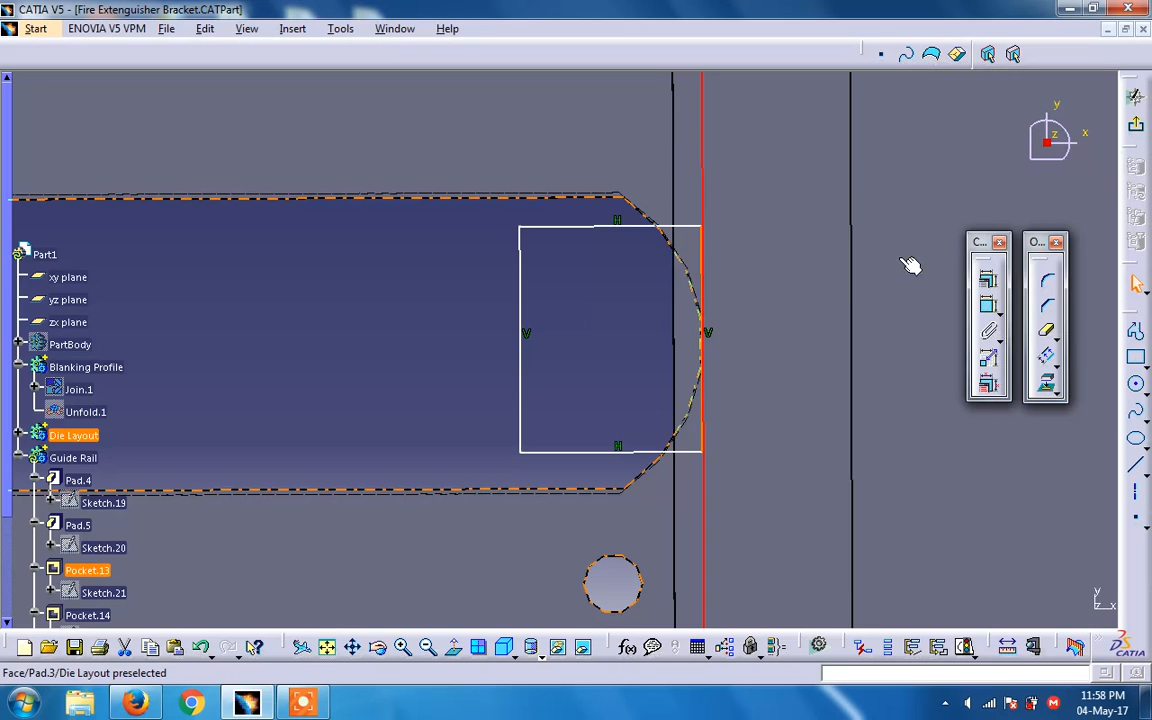 CATIA V5 - [Fire Extinguisher Bracket.CATPart]
Start ENOVIA V5 VPM File Edit View Insert Tools Window Help
y
x
z
H
C...
O...
V
V
H
Part1
xy plane
yz plane
zx plane
PartBody
Blanking Profile
Join.1
Unfold.1
Die Layout
Guide Rail
Pad.4
Sketch.19
Pad.5
Sketch.20
Pocket.13
Sketch.21
Pocket.14
y
z x
f(x)
CATIA
Face/Pad.3/Die Layout preselected
11:58 PM
04-May-17